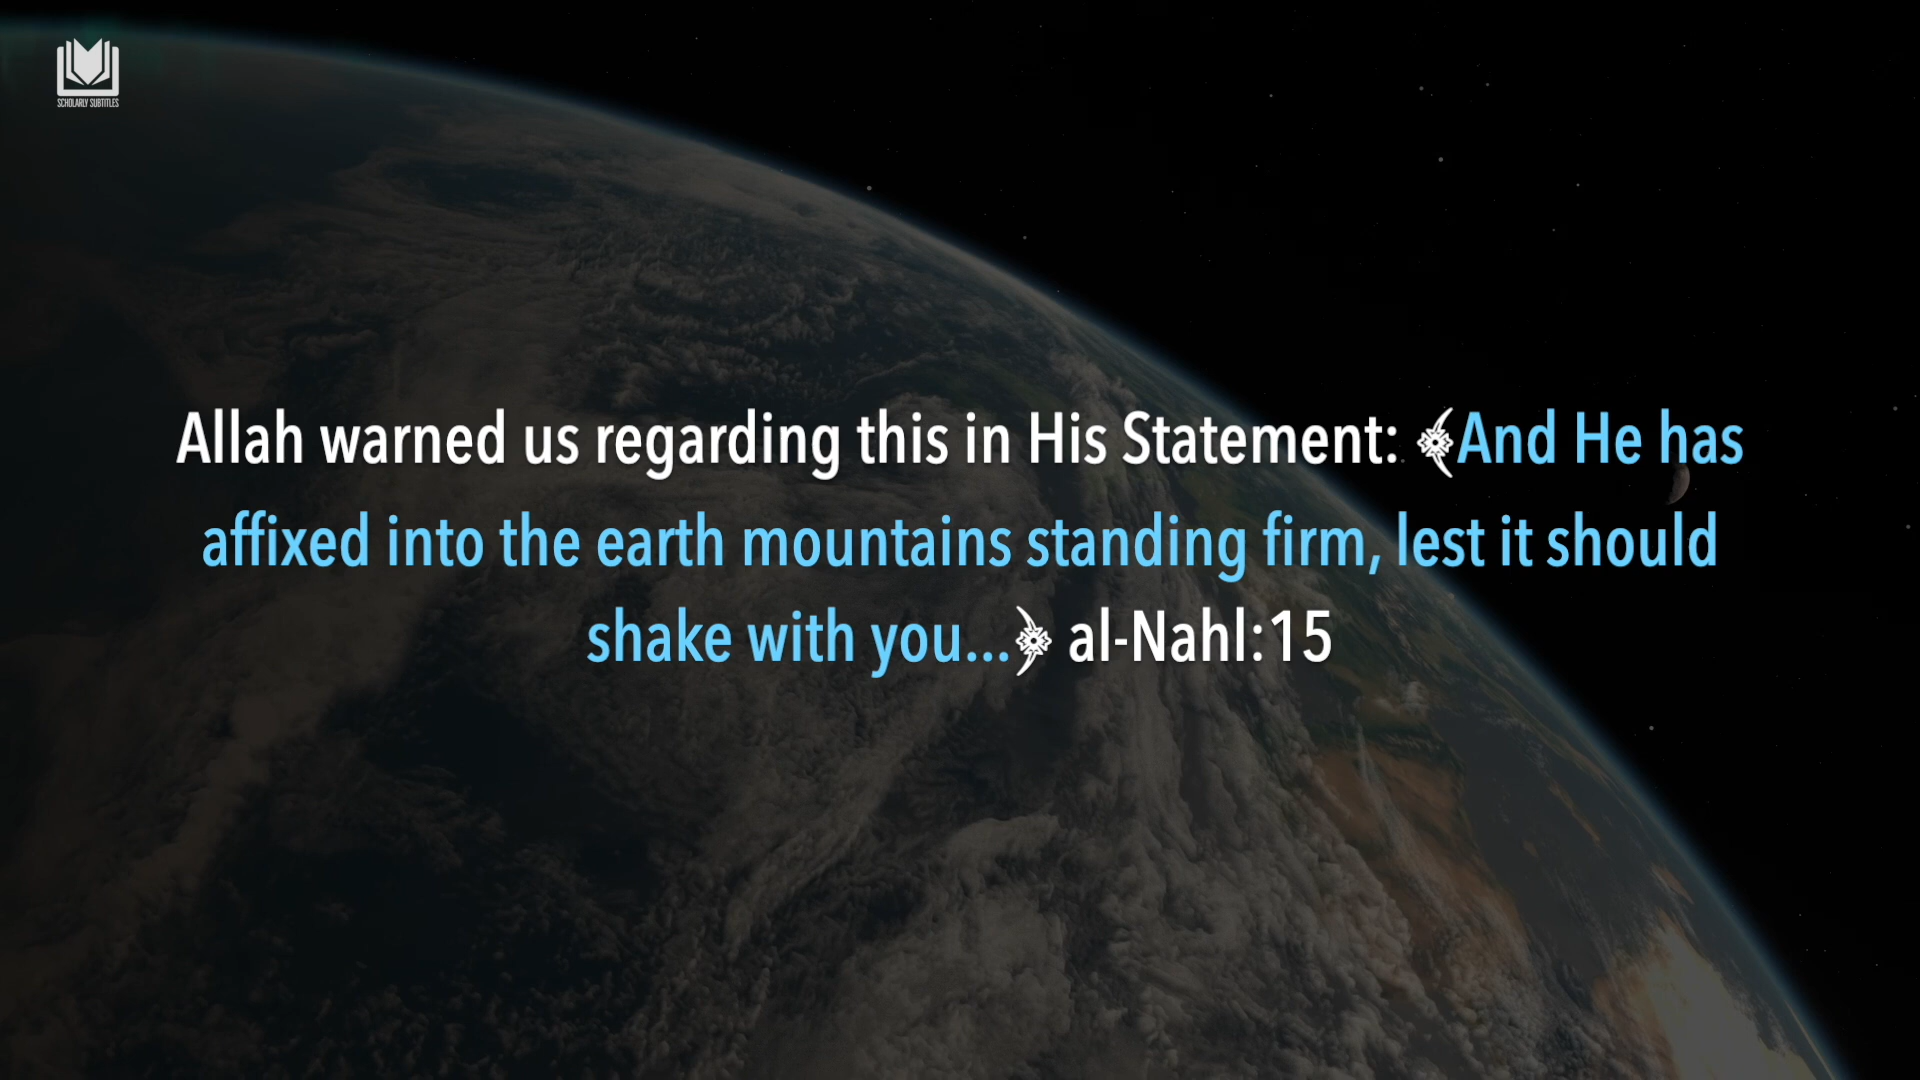 SCHOLARLY SUBTITLES
Allah warned us regarding this in His Statement: ﴾And He has
affixed into the earth mountains standing firm, lest it should
shake with you...﴿ al-Nahl:15